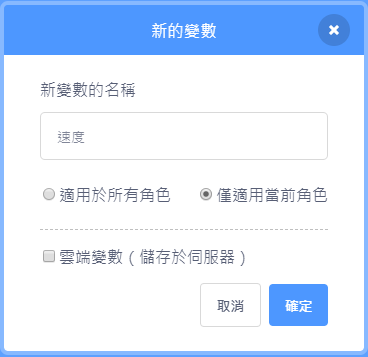 新的變數
新變數的名稱
速度
適用於所有角色 僅適用當前角色
雲端變數（儲存於伺服器）
取消 確定